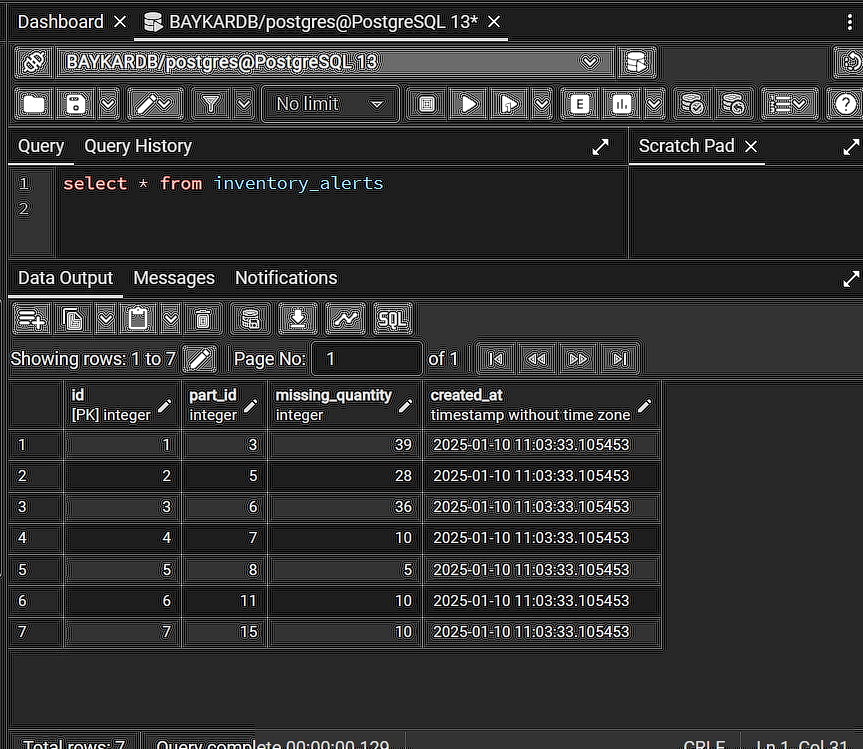 Dashboard
BAYKARDB/postgres@PostgreSQL 13*
BAYKARDB/postgres@PostgreSQL 13
No limit
E
?
Query Query History
Scratch Pad
1 select * from inventory_alerts
2
Data Output Messages Notifications
SQL
Showing rows: 1 to 7 Page No: 1 of 1
id part_id missing_quantity created_at
[PK] integer integer integer timestamp without time zone
1 1 3 39 2025-01-10 11:03:33.105453
2 2 5 28 2025-01-10 11:03:33.105453
3 3 6 36 2025-01-10 11:03:33.105453
4 4 7 10 2025-01-10 11:03:33.105453
5 5 8 5 2025-01-10 11:03:33.105453
6 6 11 10 2025-01-10 11:03:33.105453
7 7 15 10 2025-01-10 11:03:33.105453
Total rows: 7 Query complete 00:00:00.129 CRLF Ln 1, Col 31